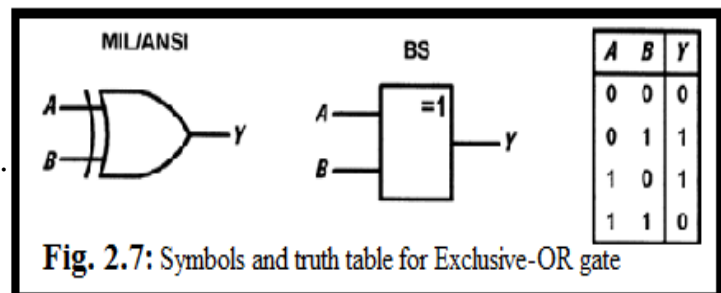 MIL/ANSI
A
B
Y
BS
A
B
=1
Y
A B Y
0 0 0
0 1 1
1 0 1
1 1 0
Fig. 2.7: Symbols and truth table for Exclusive-OR gate